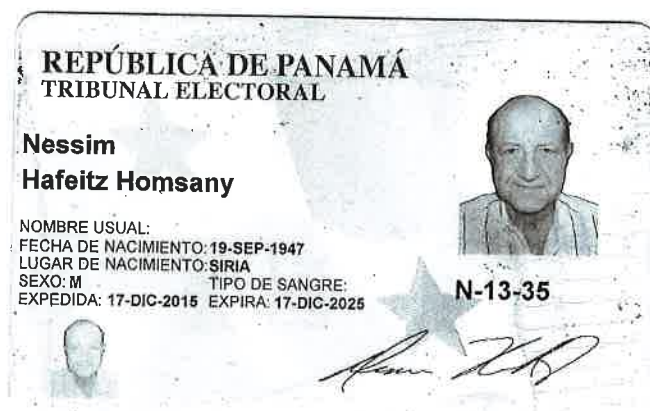 REPÚBLICA DE PANAMÁ
TRIBUNAL ELECTORAL
Nessim
Hafeitz Homsany
NOMBRE USUAL:
FECHA DE NACIMIENTO: 19-SEP-1947
LUGAR DE NACIMIENTO: SIRIA
SEXO: M TIPO DE SANGRE:
EXPEDIDA: 17-DIC-2015 EXPIRA: 17-DIC-2025
N-13-35